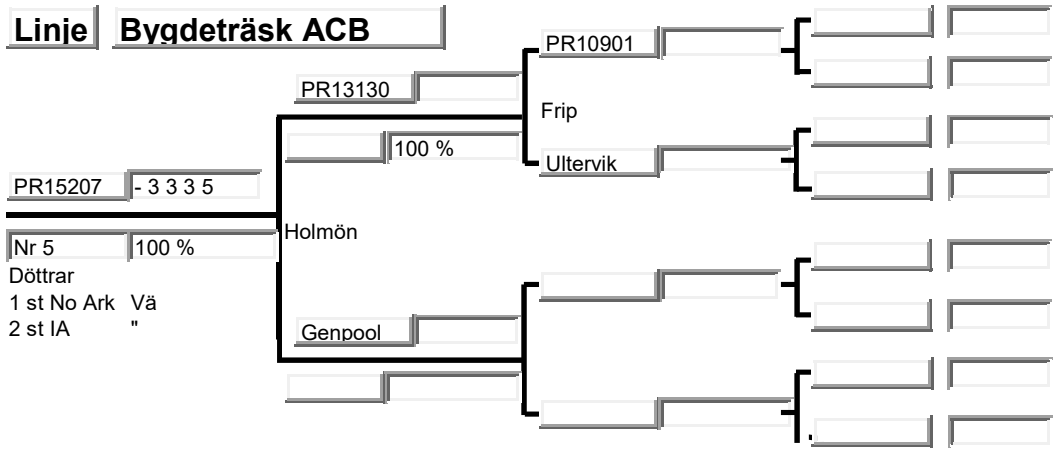 Linje Bygdeträsk ACB
PR10901
PR13130
Frip
100 %
Ultervik
PR15207 - 3 3 3 5
Holmön
Nr 5 100 %
Döttrar
1 st No Ark Vä
2 st IA "
Genpool